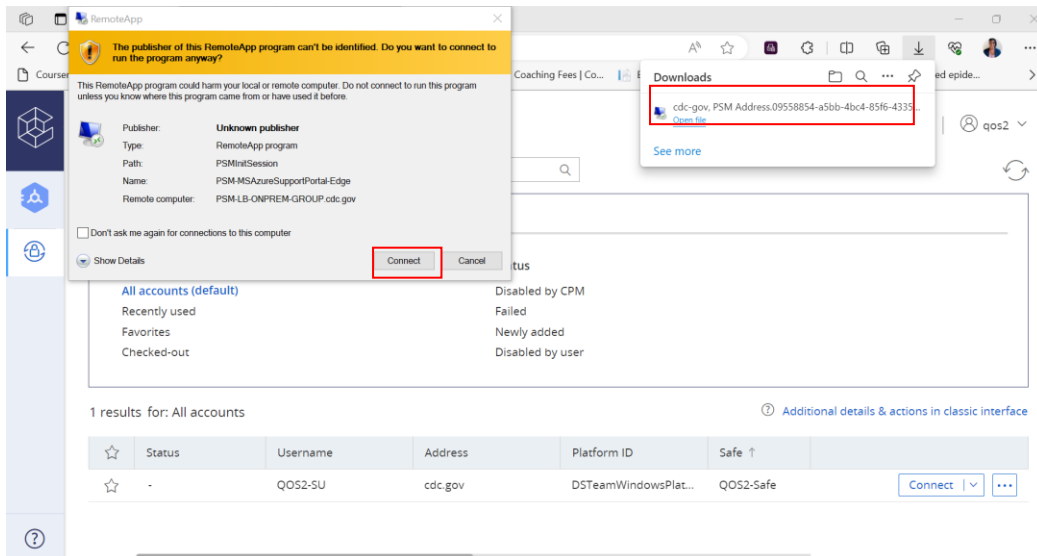 RemoteApp
The publisher of this RemoteApp program can't be identified. Do you want to connect to
run the program anyway?
This RemoteApp program could harm your local or remote computer. Do not connect to run this program
unless you know where this program came from or have used it before.
Publisher: Unknown publisher
Type: RemoteApp program
Path: PSMInitSession
Name: PSM-MSAzureSupportPortal-Edge
Remote computer: PSM-LB-ONPREM-GROUP.cdc.gov
Don't ask me again for connections to this computer
Show Details
Connect
Cancel
Courser
Coaching Fees | Co...
ed epide...
Downloads
cdc-gov, PSM Address.09558854-a5bb-4bc4-85f6-4335...
Open file
See more
qos2
tus
All accounts (default)
Disabled by CPM
Recently used
Failed
Favorites
Newly added
Checked-out
Disabled by user
1 results for: All accounts
Additional details & actions in classic interface
Status Username Address Platform ID Safe
- QOS2-SU cdc.gov DSTeamWindowsPlat... QOS2-Safe
Connect